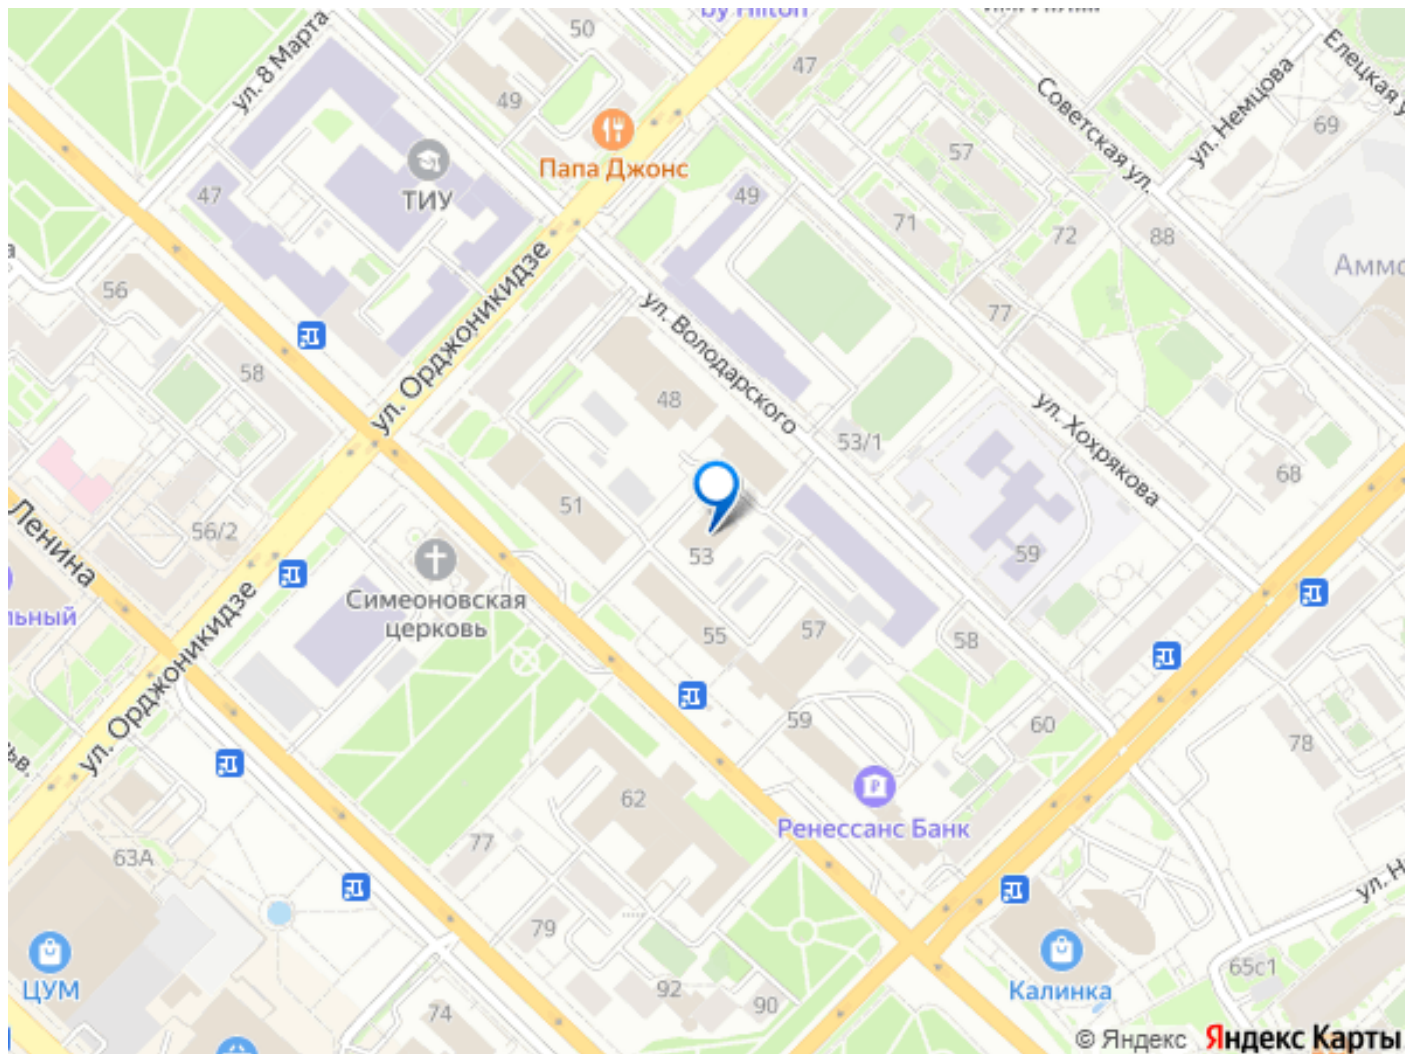 by Hilton
50
ул. 8 Марта
47
49
Папа Джонс
Советская ул.
ул. Немцова
Елецкая у
69
57
ТИУ
47
49
71
72
88
Аммо
а
56
ул. Орджоникидзе
ул. Володарского
77
58
48
53/1
ул. Хохрякова
68
51
56/2
Ленина
53
59
льный
Симеоновская
церковь
55
57
58
ул. Орджоникидзе
59
60
78
62
Ренессанс Банк
77
63А
79
ул. Н
ЦУМ
92
90
74
Калинка
65с1
© Яндекс Яндекс Карты